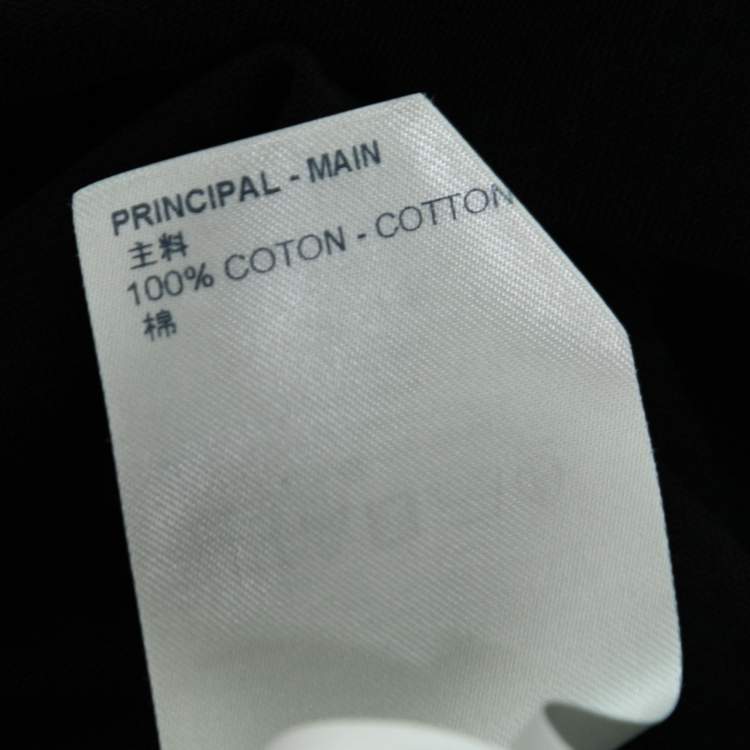 PRINCIPAL - MAIN
主料
100% COTON - COTTON
棉